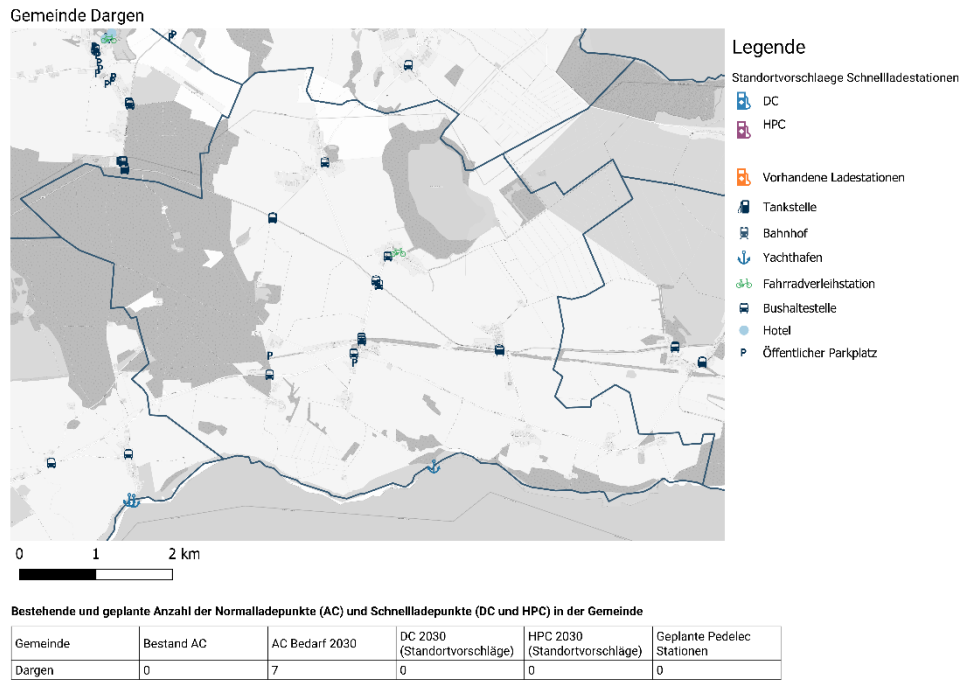 Gemeinde Dargen
Legende
Standortvorschlaege Schnellladestationen
DC
HPC
Vorhandene Ladestationen
Tankstelle
Bahnhof
Yachthafen
Fahrradverleihstation
Bushaltestelle
Hotel
P Öffentlicher Parkplatz
P
P
P
P
P
P
P
P
0 1 2 km
Bestehende und geplante Anzahl der Normalladepunkte (AC) und Schnellladepunkte (DC und HPC) in der Gemeinde
Gemeinde Bestand AC AC Bedarf 2030 DC 2030 (Standortvorschläge) HPC 2030 (Standortvorschläge) Geplante Pedelec Stationen
Dargen 0 7 0 0 0